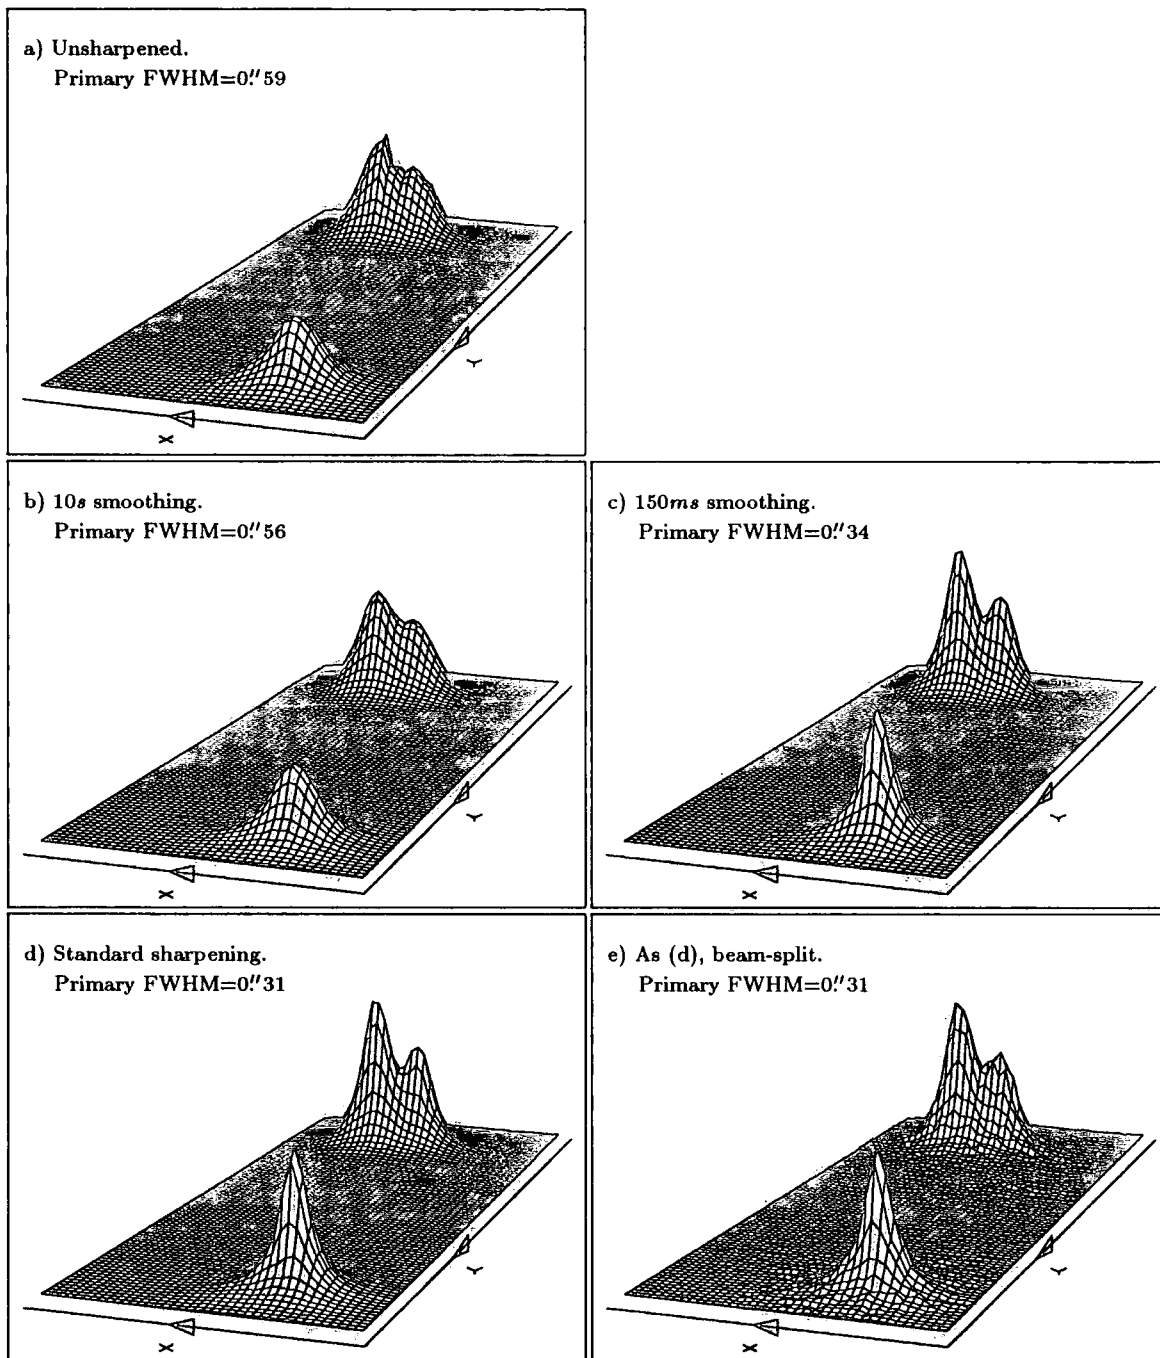 a) Unsharpened.
Primary FWHM=0."59
Y
X
b) 10s smoothing.
Primary FWHM=0."56
Y
X
c) 150ms smoothing.
Primary FWHM=0."34
Y
X
d) Standard sharpening.
Primary FWHM=0."31
Y
X
e) As (d), beam-split.
Primary FWHM=0."31
Y
X